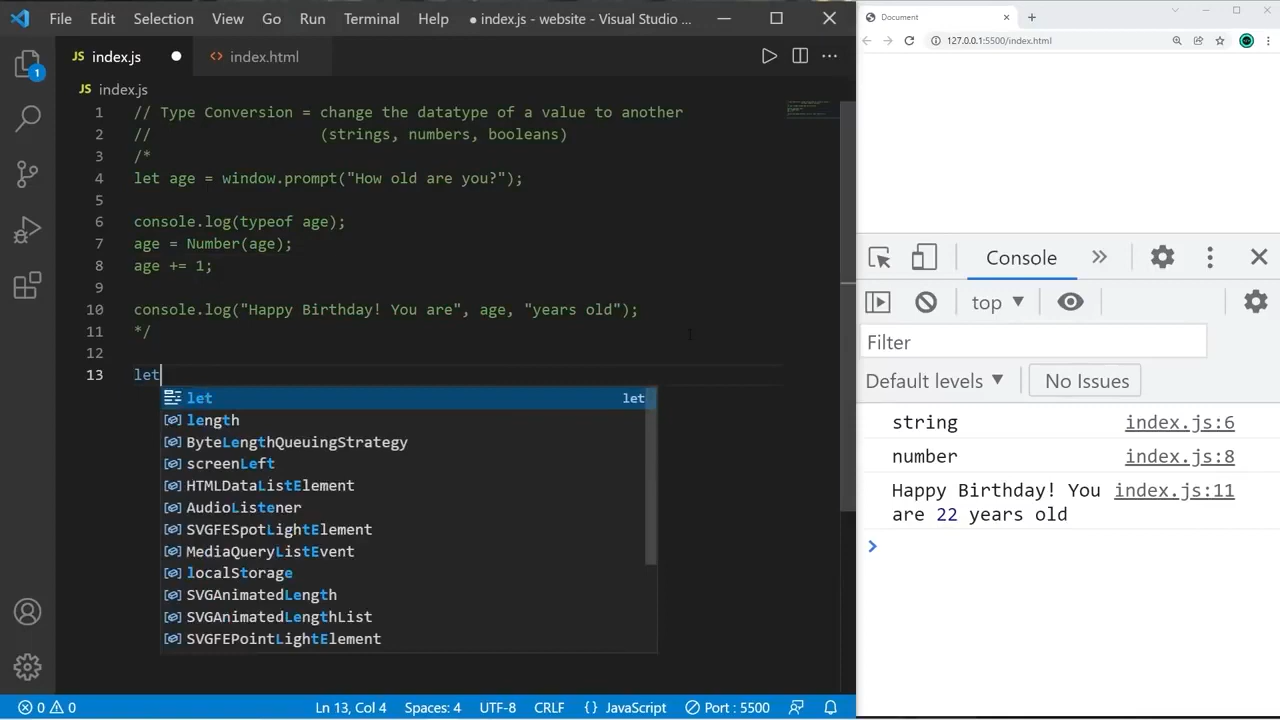 File Edit Selection View Go Run Terminal Help ● index.js - website - Visual Studio ...
JS index.js ● <> index.html
JS index.js
1 // Type Conversion = change the datatype of a value to another
2 // (strings, numbers, booleans)
3 /*
4 let age = window.prompt("How old are you?");
5
6 console.log(typeof age);
7 age = Number(age);
8 age += 1;
9
10 console.log("Happy Birthday! You are", age, "years old");
11 */
12
13 let
let let
length
ByteLengthQueuingStrategy
screenLeft
HTMLDataListElement
AudioListener
SVGFESpotLightElement
MediaQueryListEvent
localStorage
SVGAnimatedLength
SVGAnimatedLengthList
SVGFEPointLightElement
1
0 0 Ln 13, Col 4 Spaces: 4 UTF-8 CRLF {} JavaScript Port : 5500
Document
127.0.0.1:5500/index.html
Console »
top ▼
Filter
Default levels ▼ No Issues
string index.js:6
number index.js:8
Happy Birthday! You index.js:11
are 22 years old